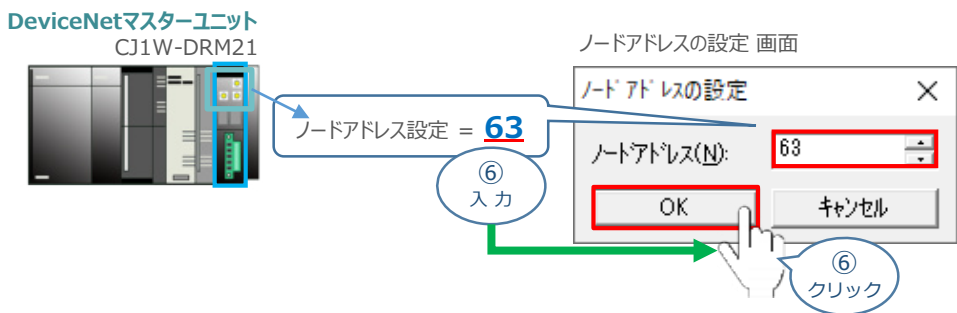 DeviceNetマスターユニット
CJ1W-DRM21
ノードアドレスの設定 画面
ノードアドレスの設定
ノードアドレス設定 = 63
ノードアドレス(N):
63
⑥
入 力
OK
キャンセル
⑥
クリック